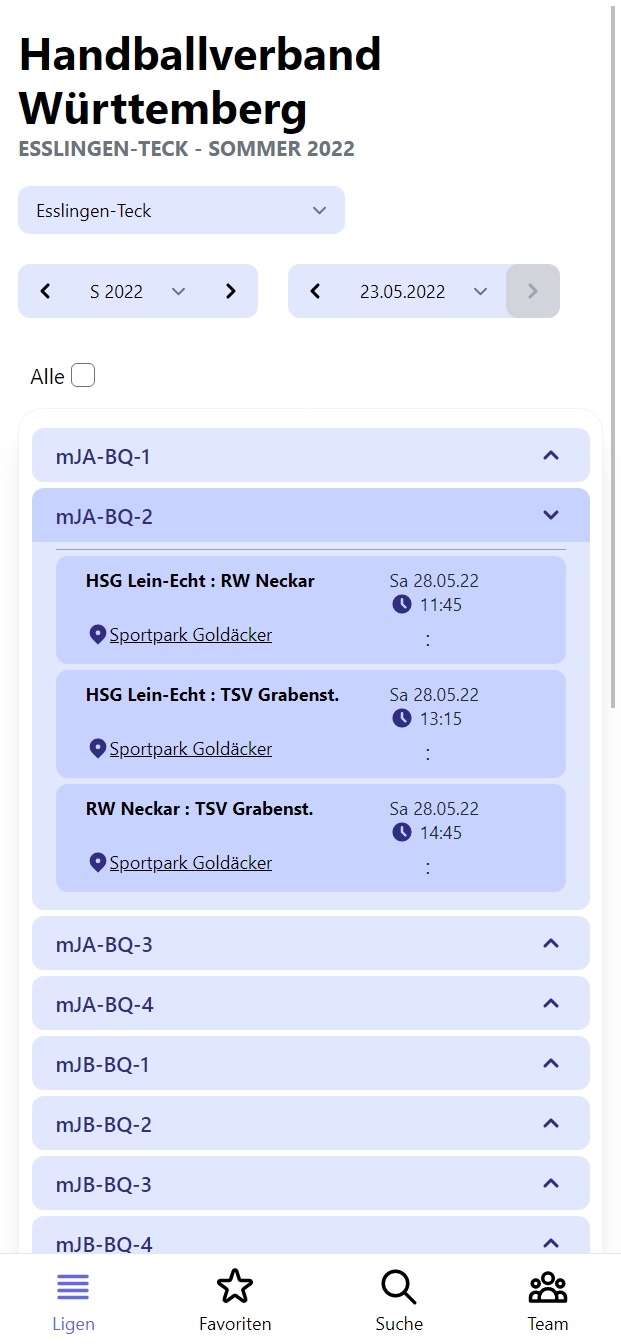 Handballverband
Württemberg
ESSLINGEN-TECK - SOMMER 2022
Esslingen-Teck
S 2022
23.05.2022
Alle
mJA-BQ-1
mJA-BQ-2
HSG Lein-Echt : RW Neckar
Sa 28.05.22
11:45
Sportpark Goldäcker
:
HSG Lein-Echt : TSV Grabenst.
Sa 28.05.22
13:15
Sportpark Goldäcker
:
RW Neckar : TSV Grabenst.
Sa 28.05.22
14:45
Sportpark Goldäcker
:
mJA-BQ-3
mJA-BQ-4
mJB-BQ-1
mJB-BQ-2
mJB-BQ-3
mJB-BQ-4
Ligen
Favoriten
Suche
Team